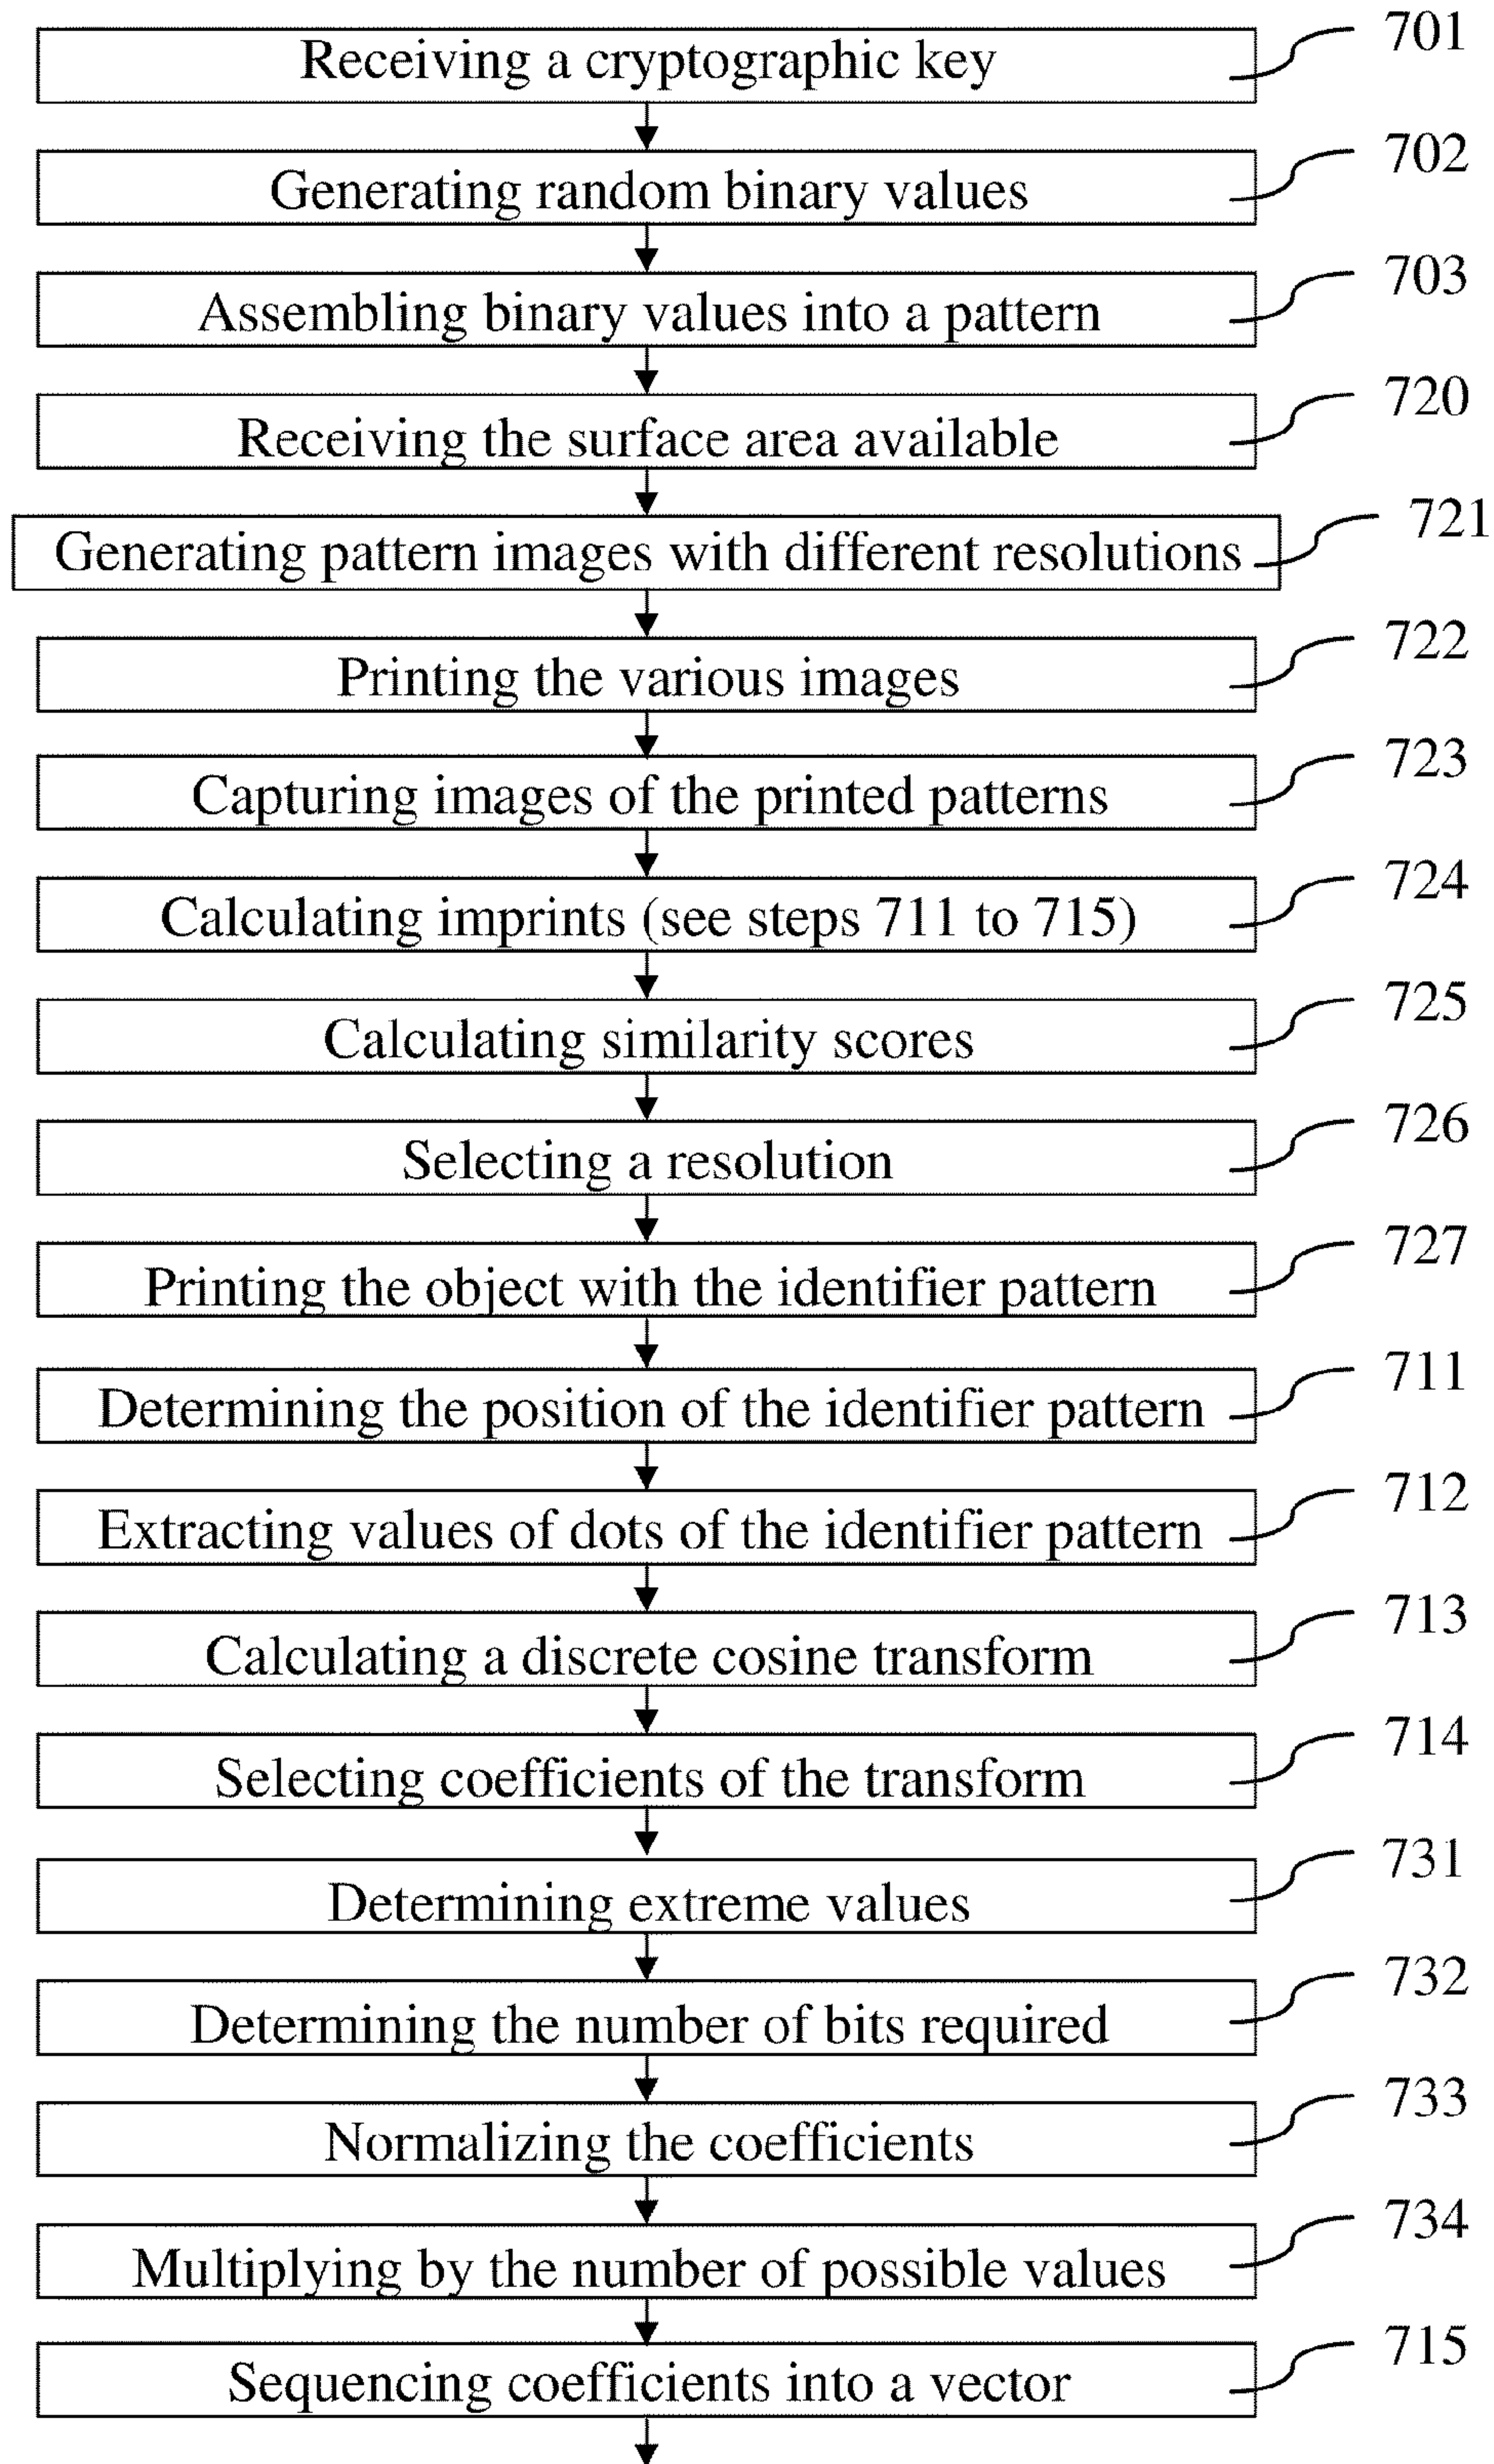 Receiving a cryptographic key 701
Generating random binary values 702
Assembling binary values into a pattern 703
Receiving the surface area available 720
Generating pattern images with different resolutions 721
Printing the various images 722
Capturing images of the printed patterns 723
Calculating imprints (see steps 711 to 715) 724
Calculating similarity scores 725
Selecting a resolution 726
Printing the object with the identifier pattern 727
Determining the position of the identifier pattern 711
Extracting values of dots of the identifier pattern 712
Calculating a discrete cosine transform 713
Selecting coefficients of the transform 714
Determining extreme values 731
Determining the number of bits required 732
Normalizing the coefficients 733
Multiplying by the number of possible values 734
Sequencing coefficients into a vector 715